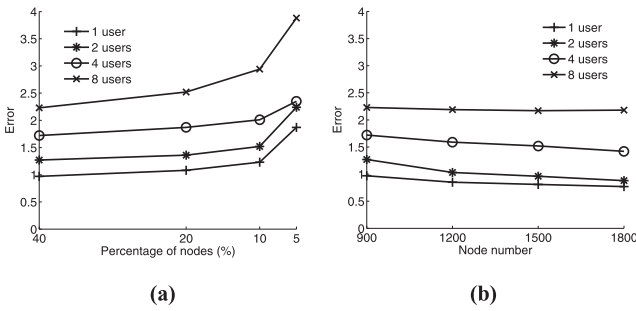 4
3.5
3
2.5
2
1.5
1
0.5
0
Error
1 user
2 users
4 users
8 users
40 20 10 5
Percentage of nodes (%)
(a)
4
3.5
3
2.5
2
1.5
1
0.5
0
Error
1 user
2 users
4 users
8 users
900 1200 1500 1800
Node number
(b)